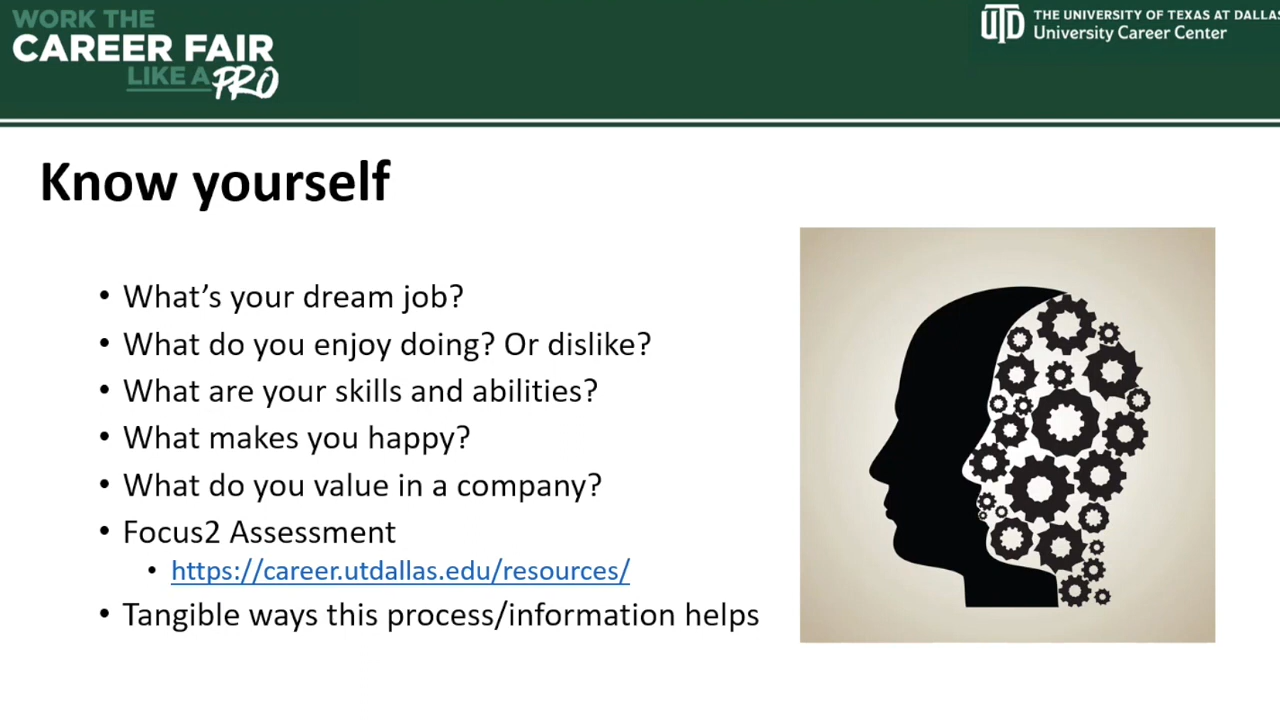 WORK THE
CAREER FAIR
LIKE A PRO
UTD
THE UNIVERSITY OF TEXAS AT DALLAS
University Career Center
Know yourself
• What’s your dream job?
• What do you enjoy doing? Or dislike?
• What are your skills and abilities?
• What makes you happy?
• What do you value in a company?
• Focus2 Assessment
• https://career.utdallas.edu/resources/
• Tangible ways this process/information helps